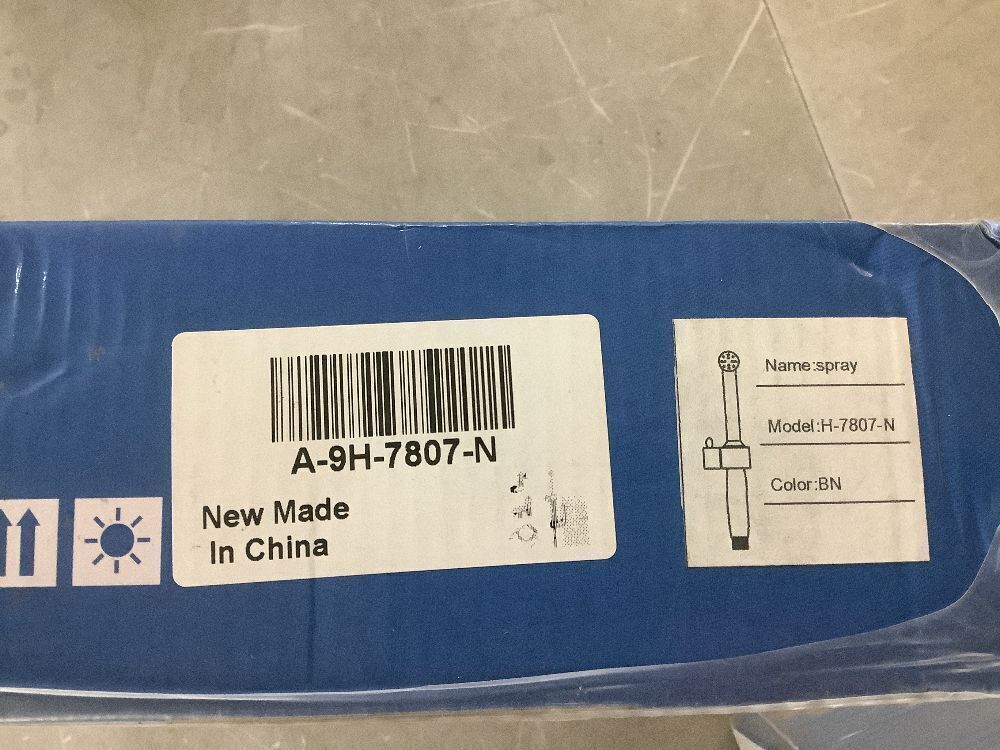 A-9H-7807-N
New Made
In China
Name:spray
Model:H-7807-N
Color:BN